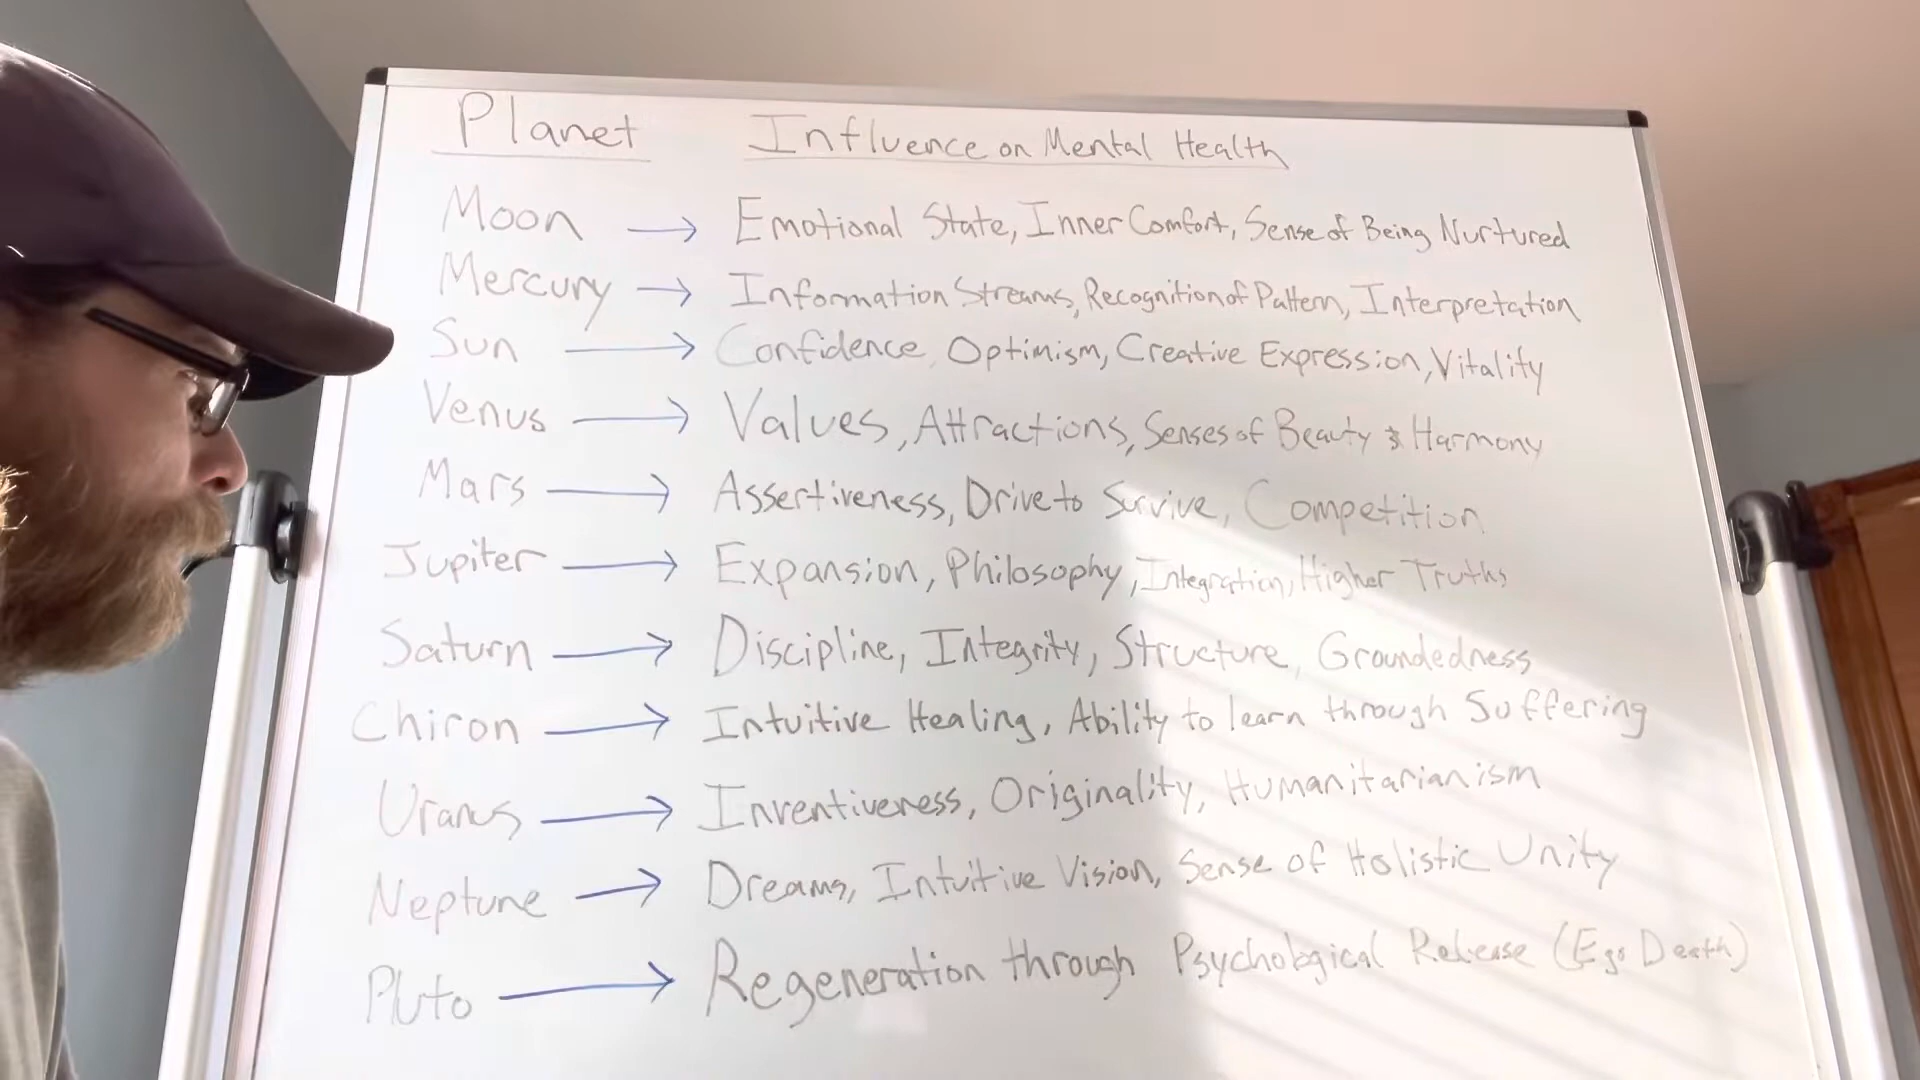 Planet Influence on Mental Health
Moon → Emotional State, Inner Comfort, Sense of Being Nurtured
Mercury → Information Streams, Recognition of Pattern, Interpretation
Sun → Confidence, Optimism, Creative Expression, Vitality
Venus → Values, Attractions, Senses of Beauty & Harmony
Mars → Assertiveness, Drive to Survive, Competition
Jupiter → Expansion, Philosophy, Integration, Higher Truths
Saturn → Discipline, Integrity, Structure, Groundedness
Chiron → Intuitive Healing, Ability to learn through Suffering
Uranus → Inventiveness, Originality, Humanitarianism
Neptune → Dreams, Intuitive Vision, Sense of Holistic Unity
Pluto → Regeneration through Psychological Release (Ego Death)